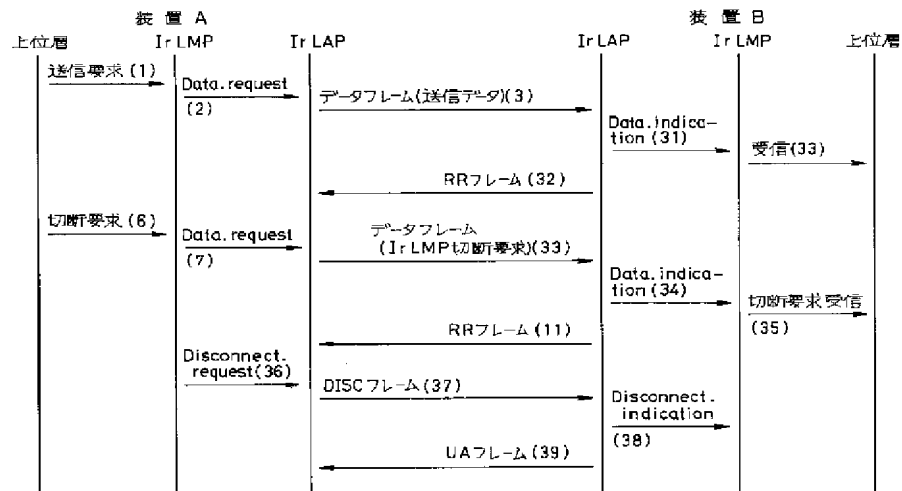 装置A
装置B
上位層
IrLMP
IrLAP
IrLAP
IrLMP
上位層
送信要求(1)
Data.request
(2)
データフレーム(送信データ)(3)
Data.indica-
tion(31)
受信(33)
RRフレーム(32)
切断要求(6)
Data.request
(7)
データフレーム
(IrLMP切断要求)(33)
Data.indica-
tion(34)
切断要求受信
(35)
RRフレーム(11)
Disconnect.
request(36)
DISCフレーム(37)
Disconnect.
indication
(38)
UAフレーム(39)